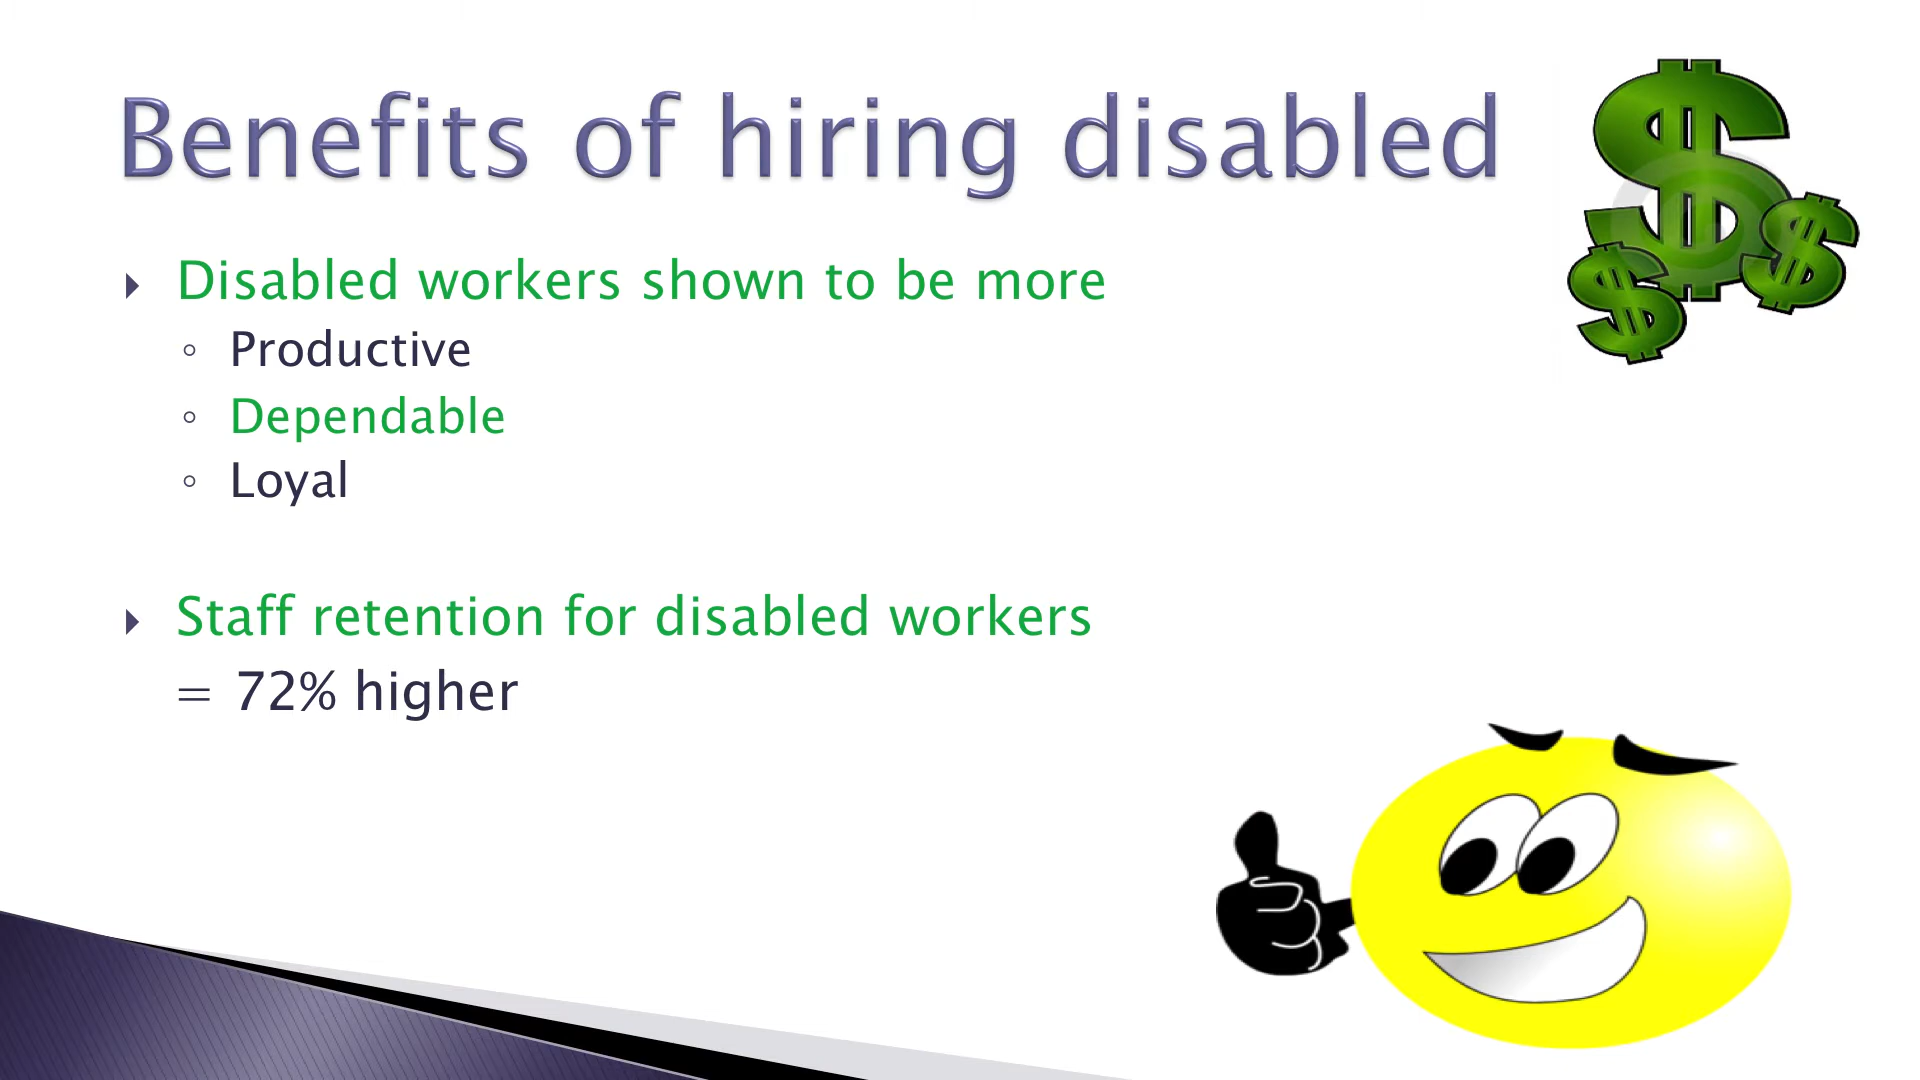 Benefits of hiring disabled
Disabled workers shown to be more
Productive
Dependable
Loyal
Staff retention for disabled workers
= 72% higher